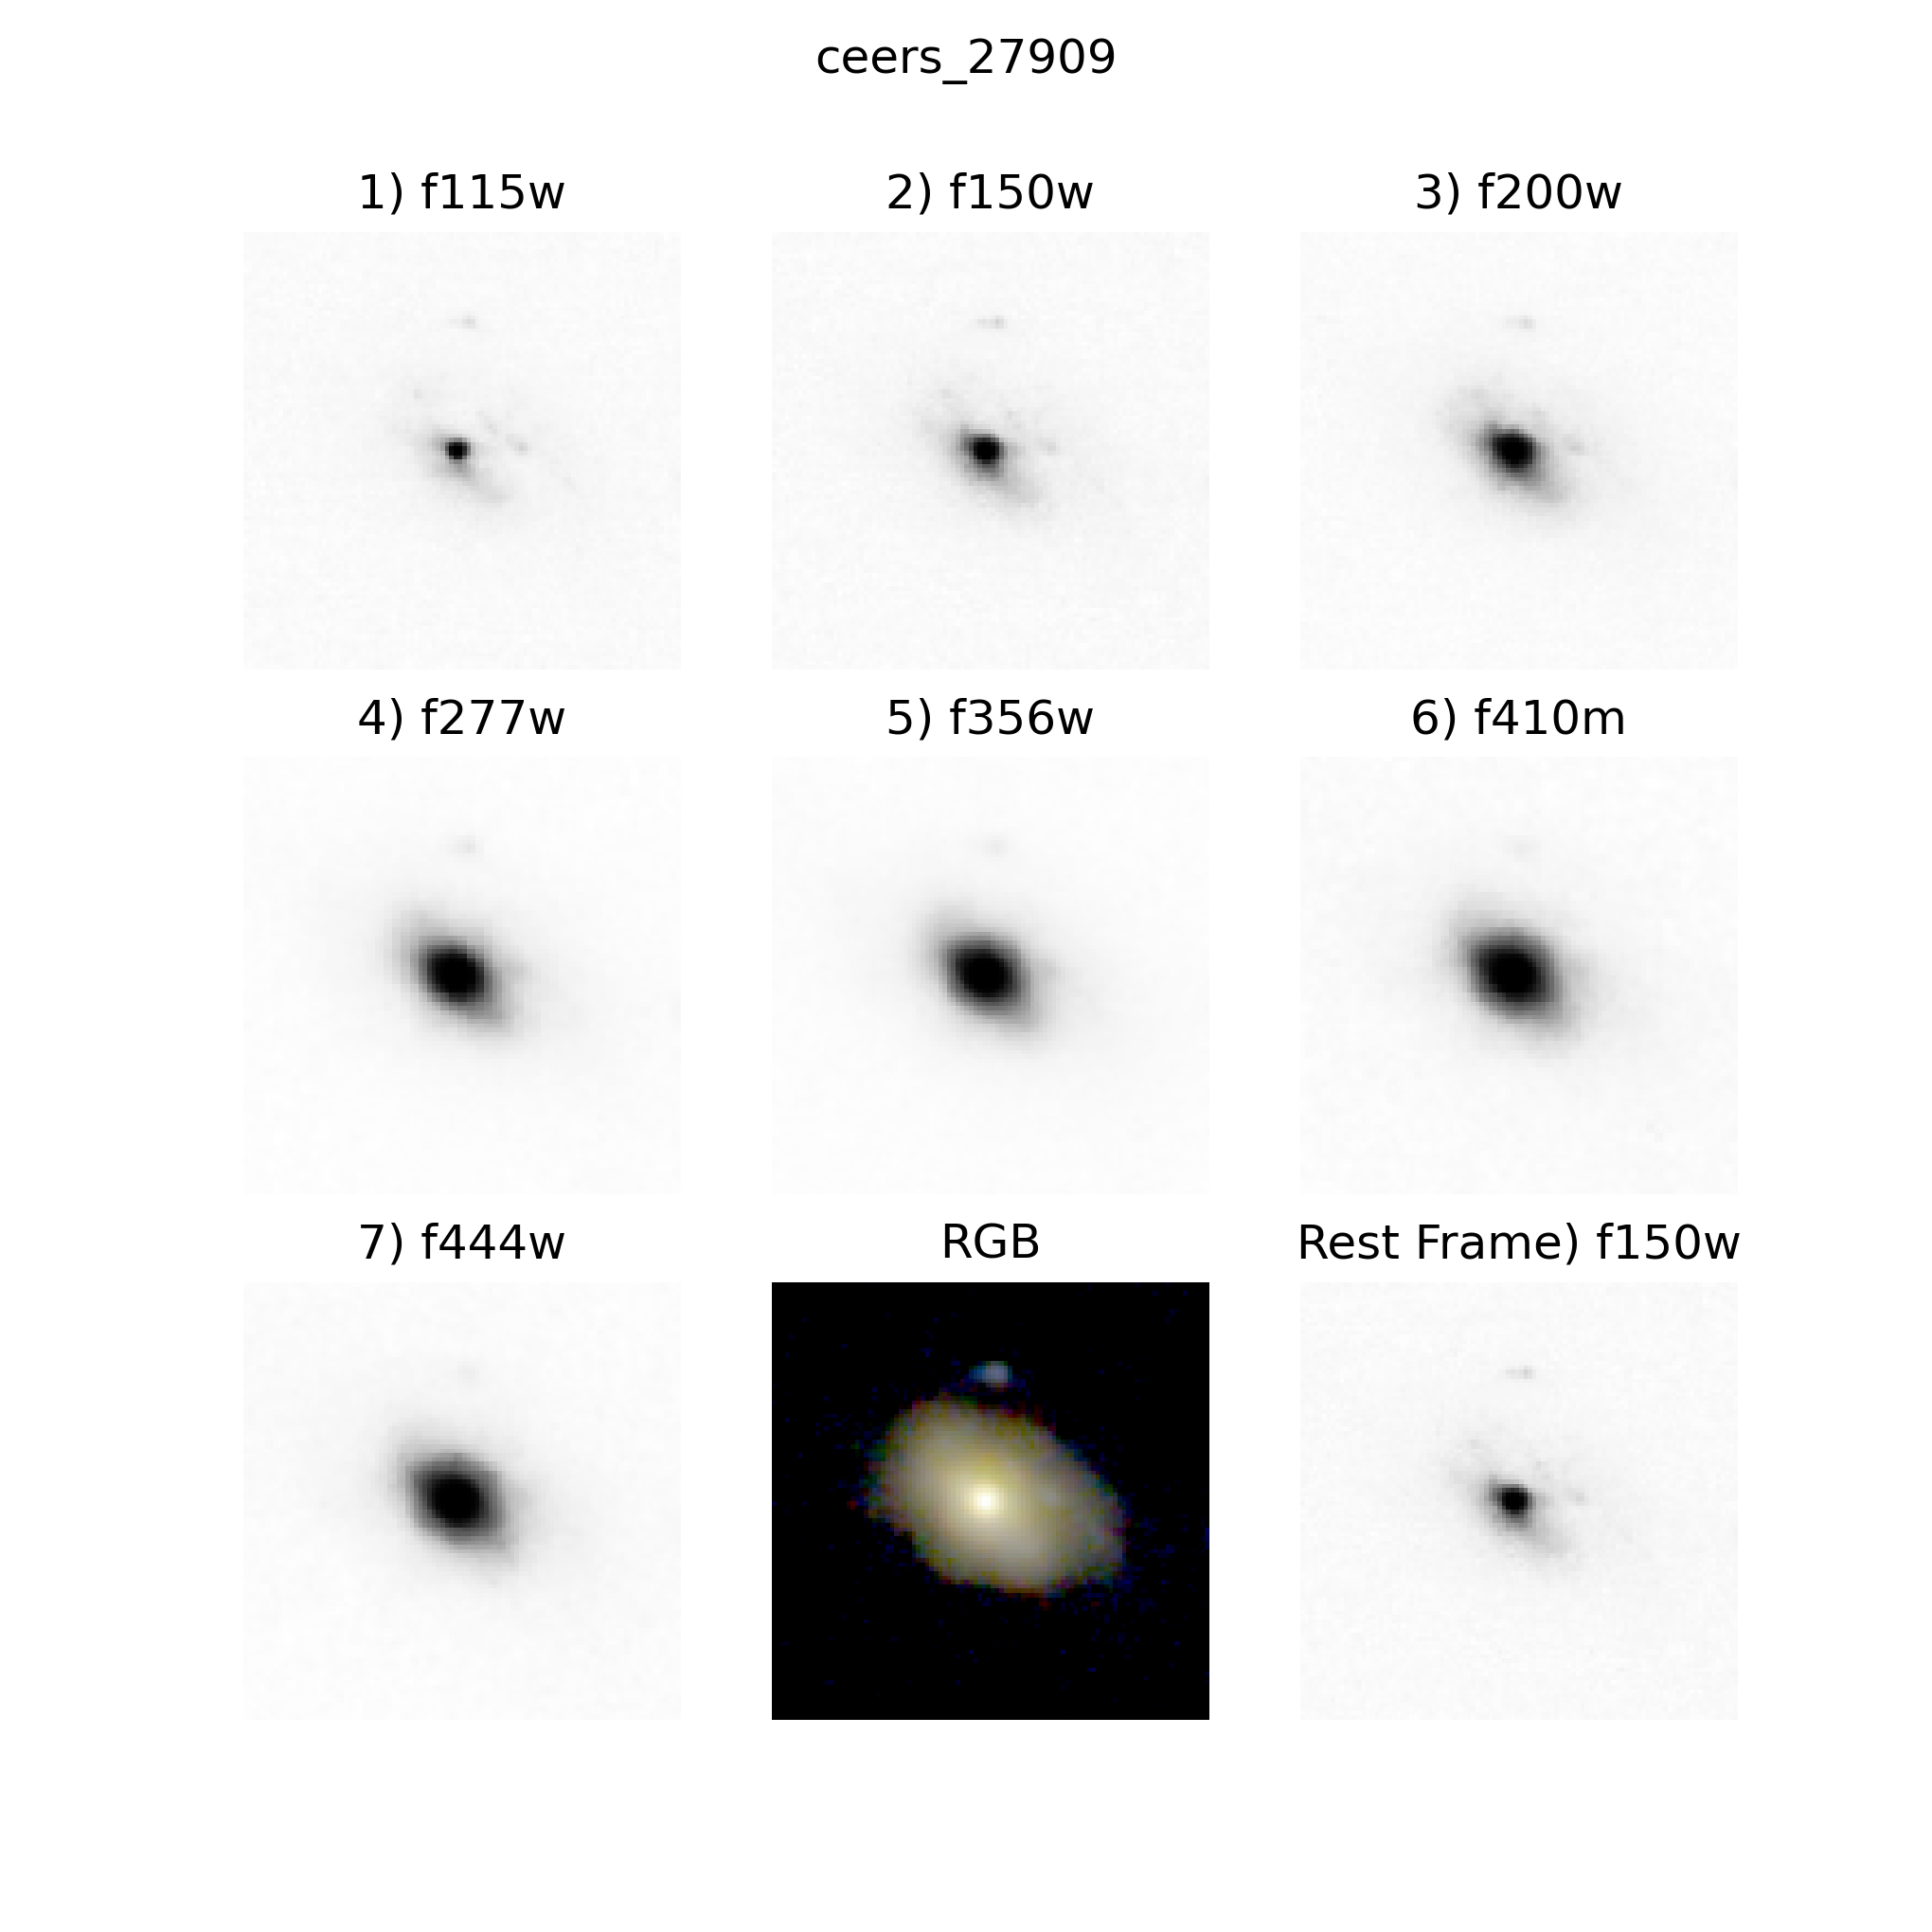 ceers_27909
1) f115w
2) f150w
3) f200w
4) f277w
5) f356w
6) f410m
7) f444w
RGB
Rest Frame) f150w